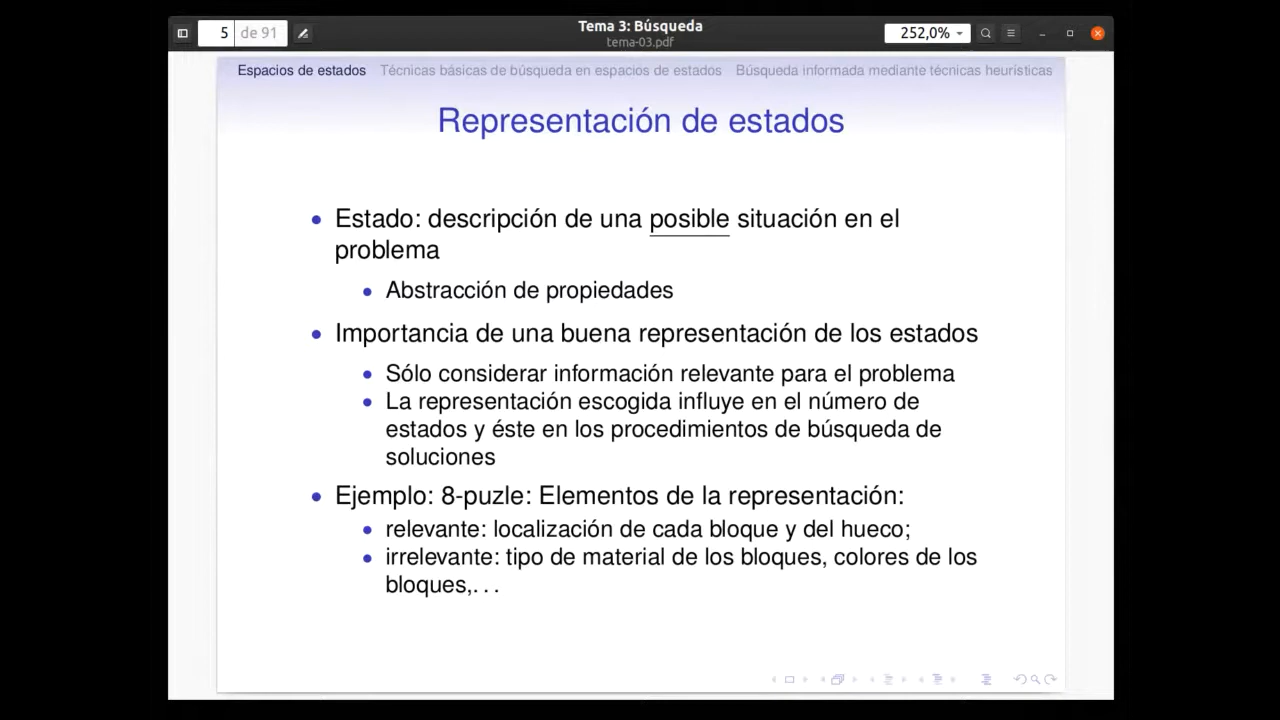 5 de 91
Tema 3: Búsqueda
tema-03.pdf
252,0%
Espacios de estados Técnicas básicas de búsqueda en espacios de estados Búsqueda informada mediante técnicas heurísticas
Representación de estados
Estado: descripción de una posible situación en el
problema
Abstracción de propiedades
Importancia de una buena representación de los estados
Sólo considerar información relevante para el problema
La representación escogida influye en el número de
estados y éste en los procedimientos de búsqueda de
soluciones
Ejemplo: 8-puzle: Elementos de la representación:
relevante: localización de cada bloque y del hueco;
irrelevante: tipo de material de los bloques, colores de los
bloques,. . .